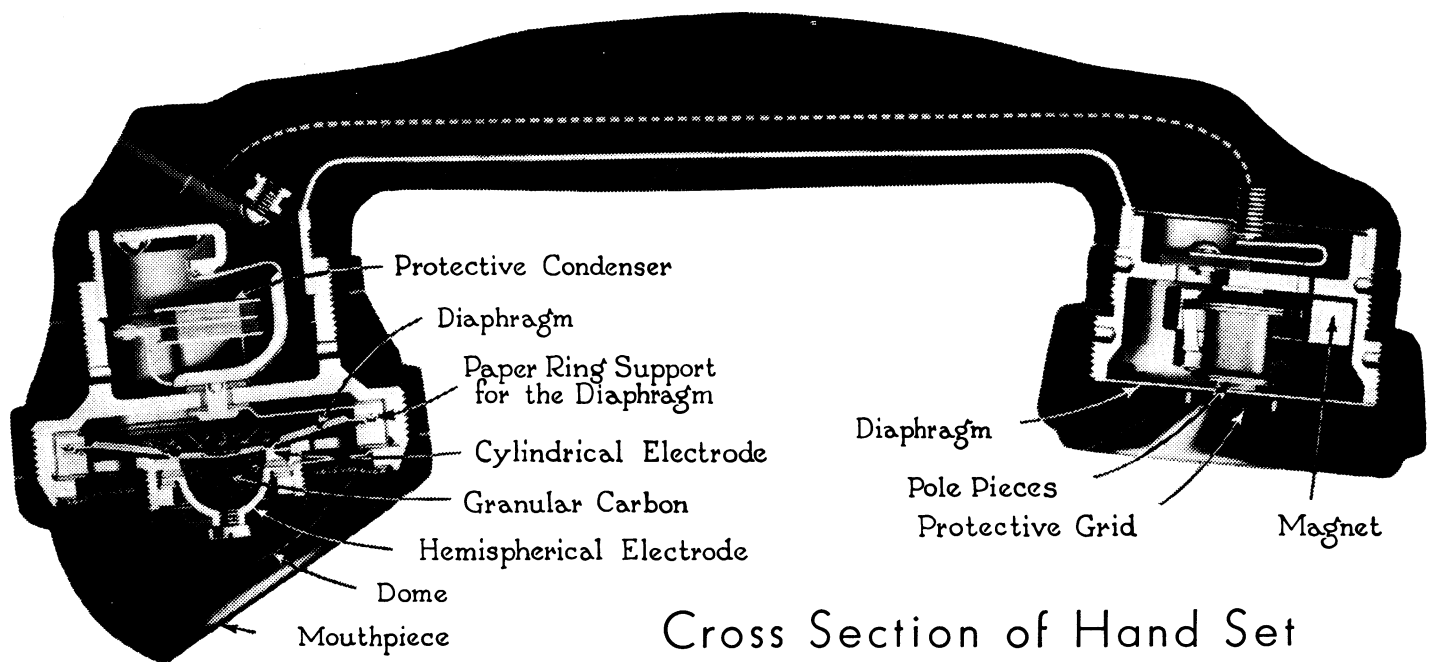 Protective Condenser
Diaphragm
Paper Ring Support
for the Diaphragm
Cylindrical Electrode
Granular Carbon
Hemispherical Electrode
Dome
Mouthpiece
Diaphragm
Pole Pieces
Protective Grid
Magnet
Cross Section of Hand Set